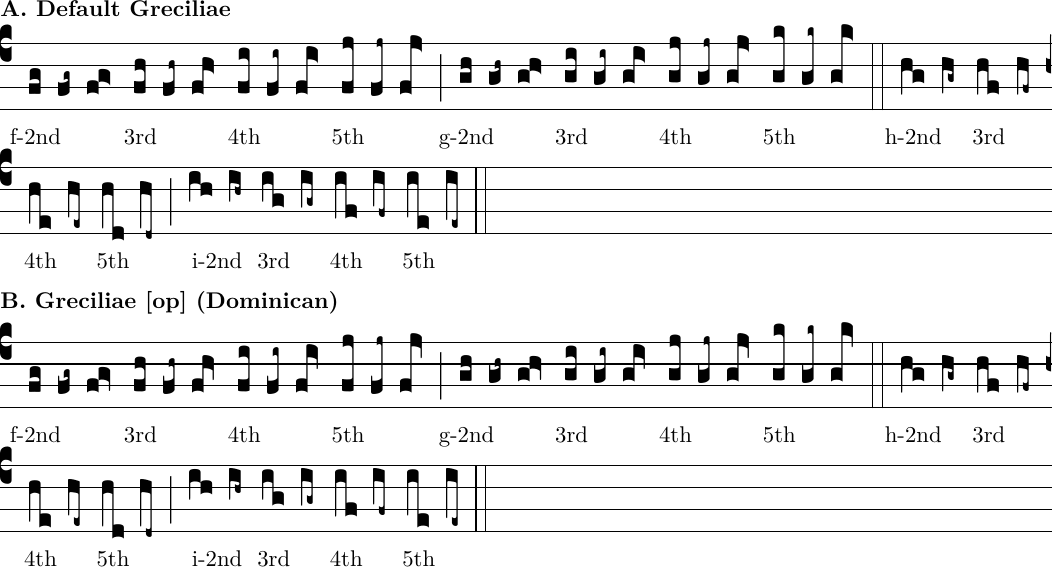 A. Default Greciliae
f-2nd 3rd 4th 5th g-2nd 3rd 4th 5th h-2nd 3rd
4th 5th i-2nd 3rd 4th 5th
B. Greciliae [op] (Dominican)
f-2nd 3rd 4th 5th g-2nd 3rd 4th 5th h-2nd 3rd
4th 5th i-2nd 3rd 4th 5th